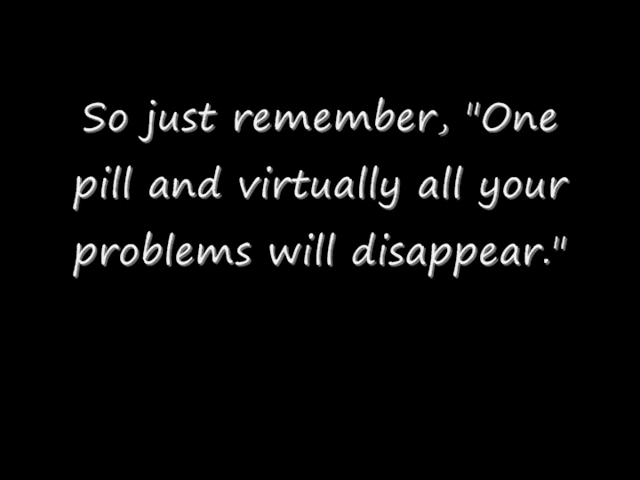 So just remember, "One
pill and virtually all your
problems will disappear."